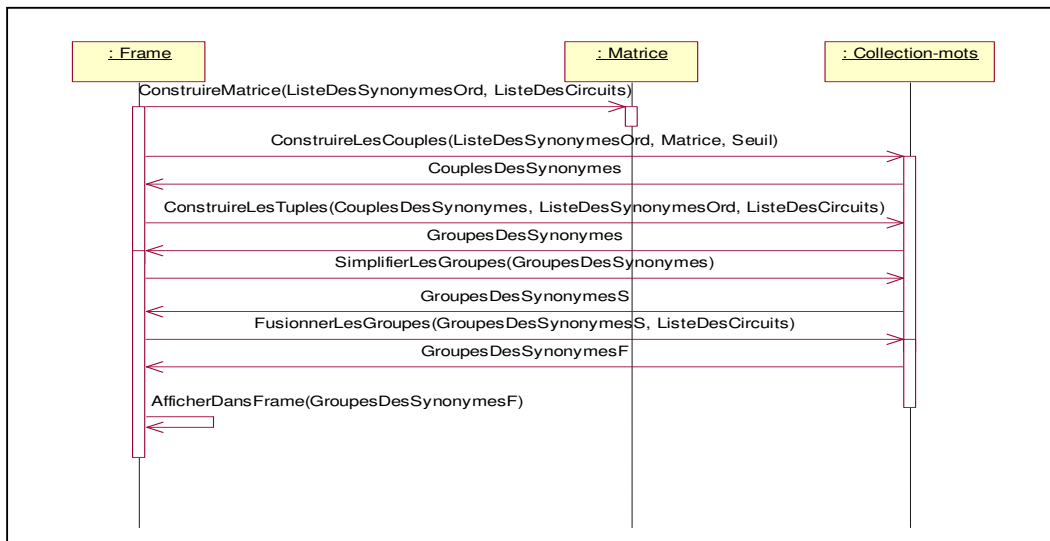 : Frame
: Matrice
: Collection-mots
ConstruireMatrice(ListeDesSynonymesOrd, ListeDesCircuits)
ConstruireLesCouples(ListeDesSynonymesOrd, Matrice, Seuil)
CouplesDesSynonymes
ConstruireLesTuples(CouplesDesSynonymes, ListeDesSynonymesOrd, ListeDesCircuits)
GroupesDesSynonymes
SimplifierLesGroupes(GroupesDesSynonymes)
GroupesDesSynonymesS
FusionnerLesGroupes(GroupesDesSynonymesS, ListeDesCircuits)
GroupesDesSynonymesF
AfficherDansFrame(GroupesDesSynonymesF)